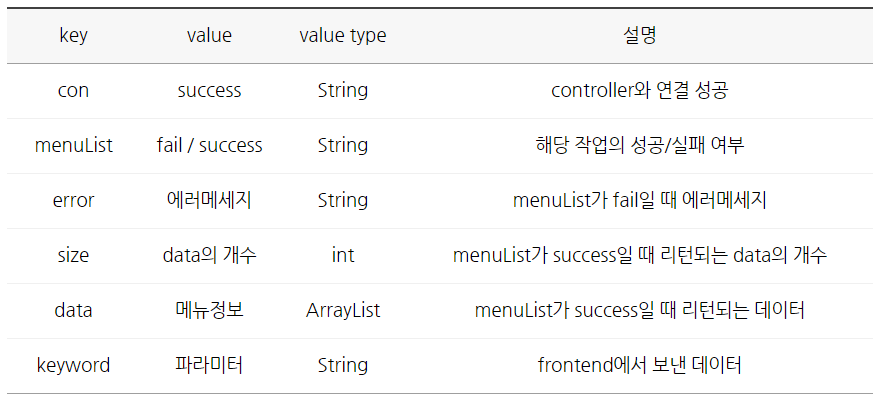 key value value type 설명
con success String controller와 연결 성공
menuList fail / success String 해당 작업의 성공/실패 여부
error 에러메세지 String menuList가 fail일 때 에러메세지
size data의 개수 int menuList가 success일 때 리턴되는 data의 개수
data 메뉴정보 ArrayList menuList가 success일 때 리턴되는 데이터
keyword 파라미터 String frontend에서 보낸 데이터